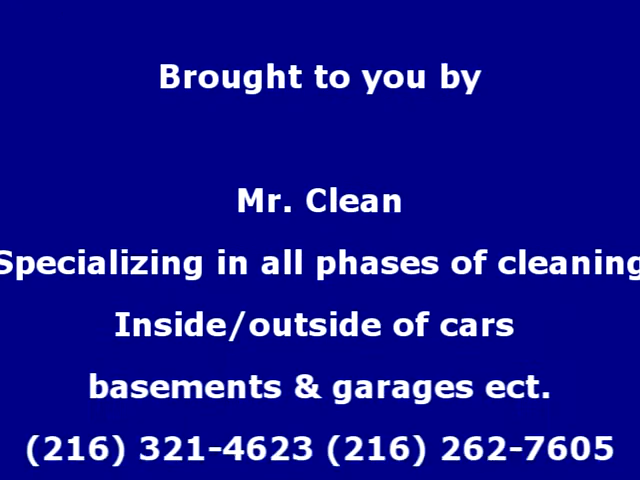 Brought to you by
Mr. Clean
Specializing in all phases of cleaning
Inside/outside of cars
basements & garages ect.
(216) 321-4623 (216) 262-7605